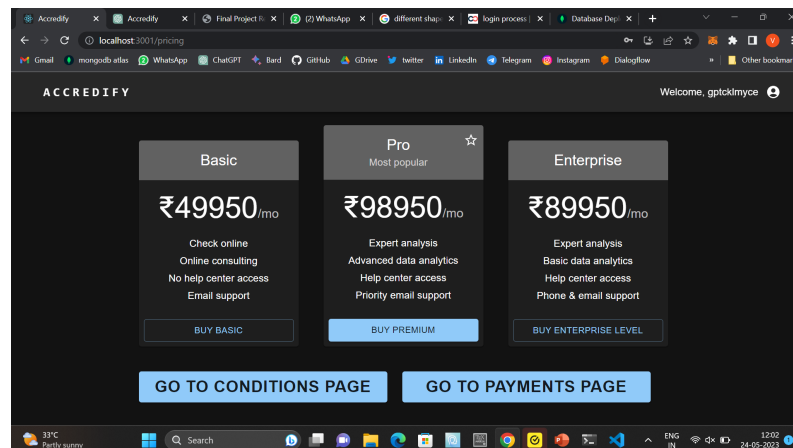 Accredify
Accredify
Final Project R
(2) WhatsApp
different shap
login process |
Database Depl
localhost:3001/pricing
Gmail
mongodb atlas
WhatsApp
ChatGPT
Bard
GitHub
GDrive
twitter
LinkedIn
Telegram
Instagram
Dialogflow
»
Other bookmar
ACCREDIFY
Welcome, gptcklmyce
Basic
₹49950/mo
Check online
Online consulting
No help center access
Email support
BUY BASIC
Pro
Most popular
₹98950/mo
Expert analysis
Advanced data analytics
Help center access
Priority email support
BUY PREMIUM
Enterprise
₹89950/mo
Expert analysis
Basic data analytics
Help center access
Phone & email support
BUY ENTERPRISE LEVEL
GO TO CONDITIONS PAGE
GO TO PAYMENTS PAGE
33°C
Partly sunny
Search
ENG
IN
12:02
24-05-2023